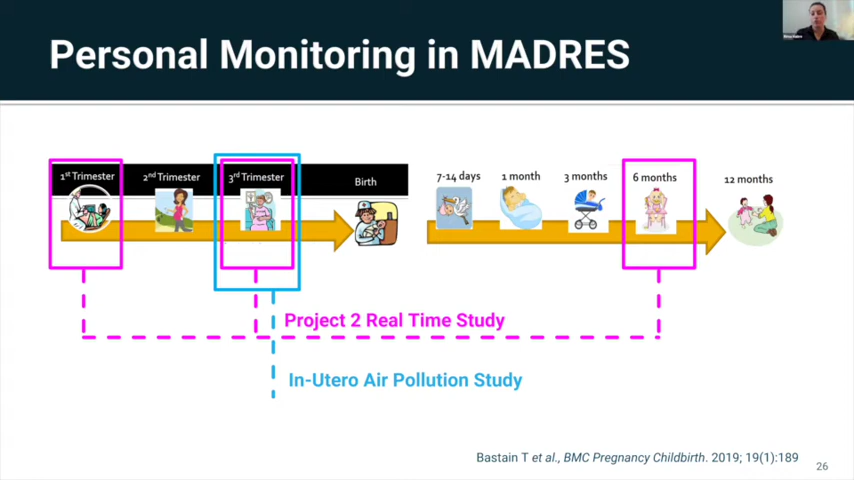 Personal Monitoring in MADRES
1st Trimester
2nd Trimester
3rd Trimester
Birth
7-14 days
1 month
3 months
6 months
12 months
Project 2 Real Time Study
In-Utero Air Pollution Study
Bastain T et al., BMC Pregnancy Childbirth. 2019; 19(1):189
26